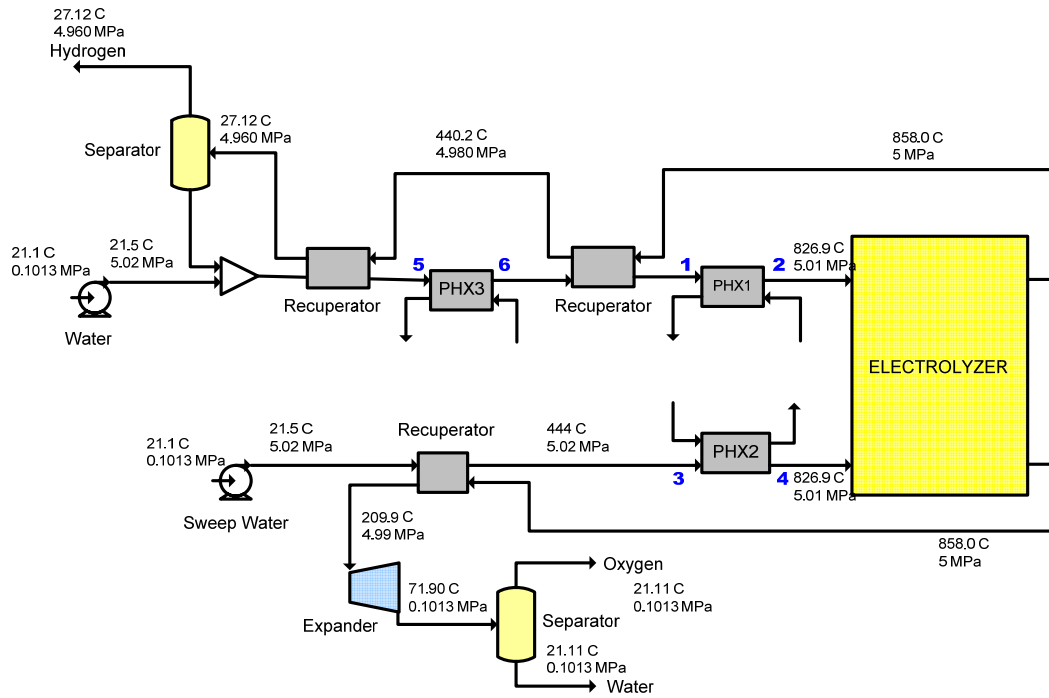 27.12 C
4.960 MPa
Hydrogen
Separator
27.12 C
4.960 MPa
440.2 C
4.980 MPa
858.0 C
5 MPa
21.1 C
0.1013 MPa
21.5 C
5.02 MPa
Water
Recuperator
5
PHX3
6
Recuperator
1
PHX1
2
826.9 C
5.01 MPa
ELECTROLYZER
21.1 C
0.1013 MPa
21.5 C
5.02 MPa
Sweep Water
Recuperator
444 C
5.02 MPa
PHX2
3
4
826.9 C
5.01 MPa
209.9 C
4.99 MPa
858.0 C
5 MPa
Expander
71.90 C
0.1013 MPa
Oxygen
21.11 C
0.1013 MPa
Separator
21.11 C
0.1013 MPa
Water